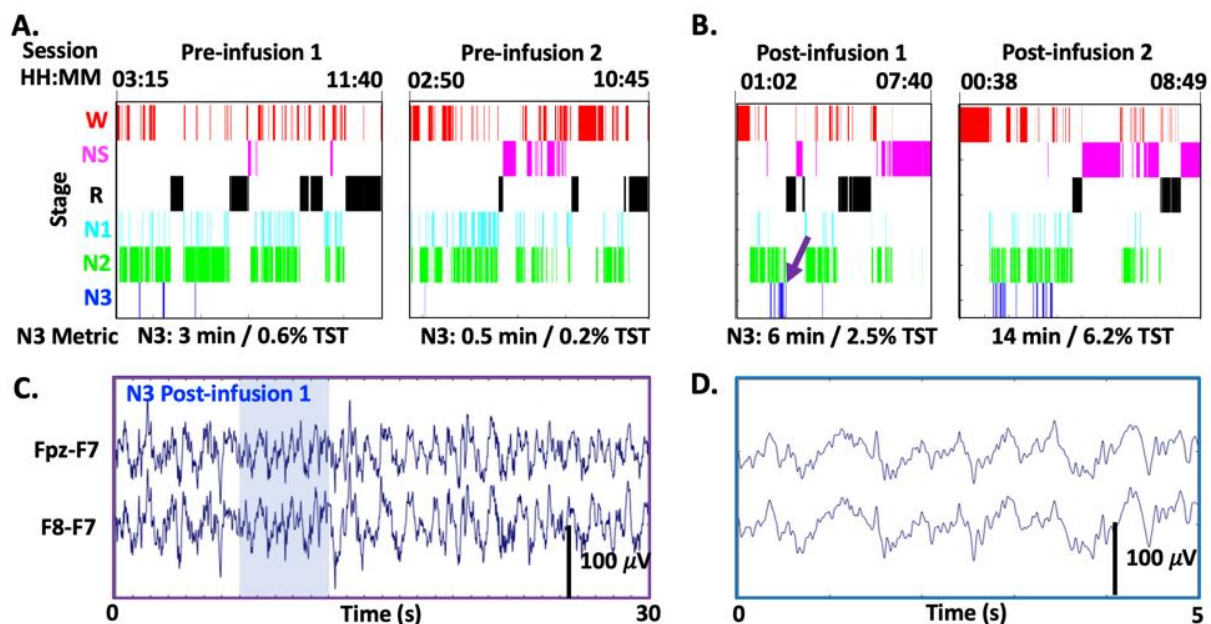 A.
Session Pre-infusion 1 Pre-infusion 2
HH:MM 03:15 11:40 02:50 10:45
B.
Post-infusion 1 Post-infusion 2
01:02 07:40 00:38 08:49
Stage
W
NS
R
N1
N2
N3
N3 Metric N3: 3 min / 0.6% TST N3: 0.5 min / 0.2% TST
N3: 6 min / 2.5% TST 14 min / 6.2% TST
C.
N3 Post-infusion 1
Fpz-F7
F8-F7
100 µV
0 Time (s) 30
D.
100 µV
0 Time (s) 5